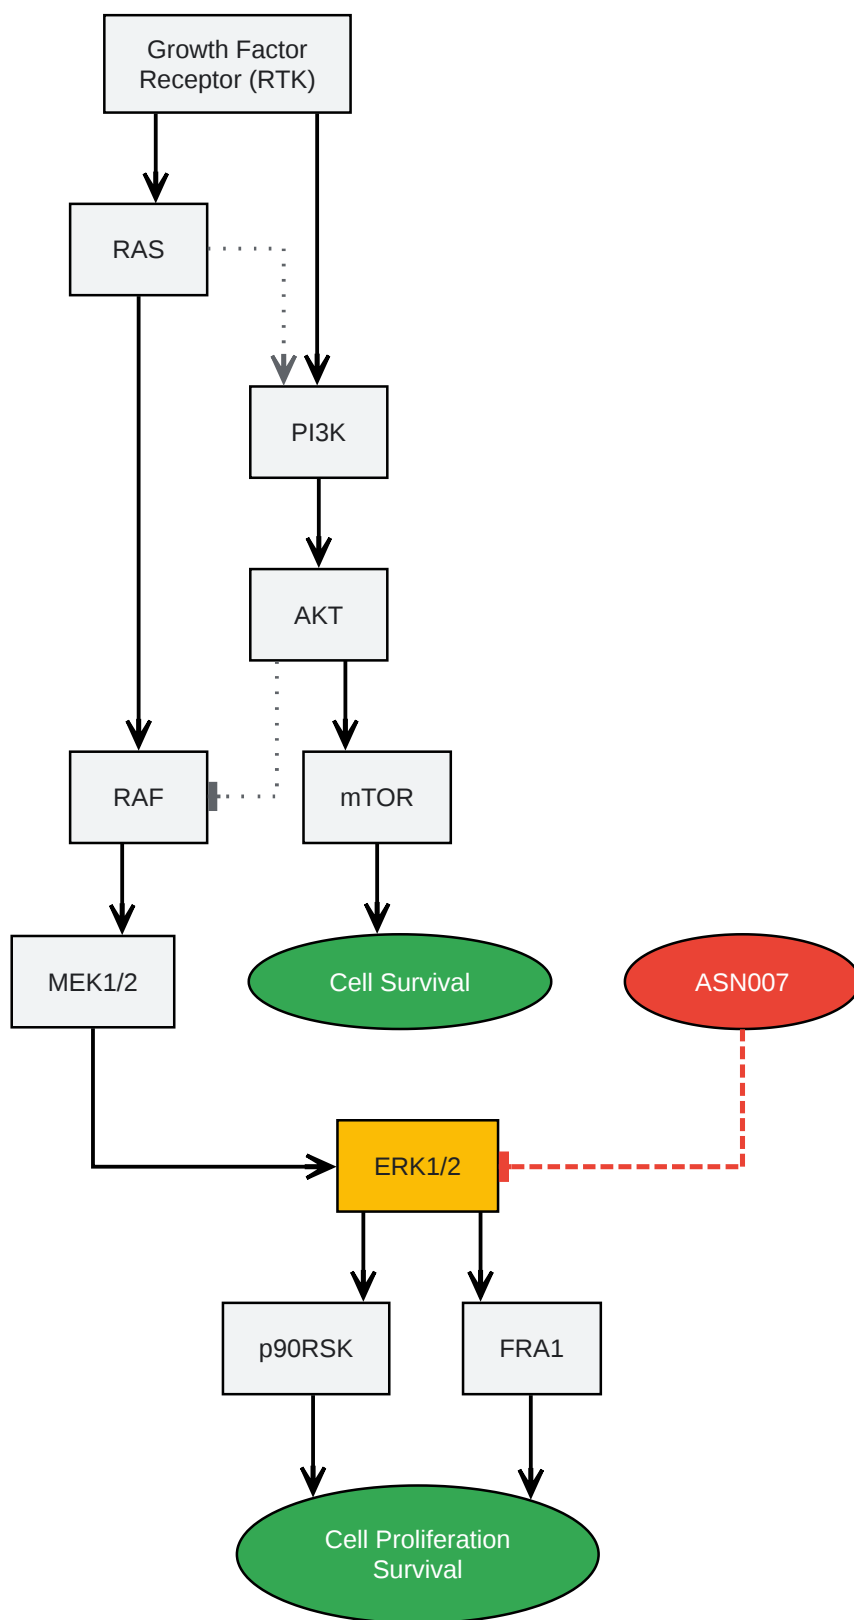 Growth Factor
Receptor (RTK)
RAS
PI3K
AKT
RAF
mTOR
MEK1/2
Cell Survival
ASN007
ERK1/2
p90RSK
FRA1
Cell Proliferation
Survival